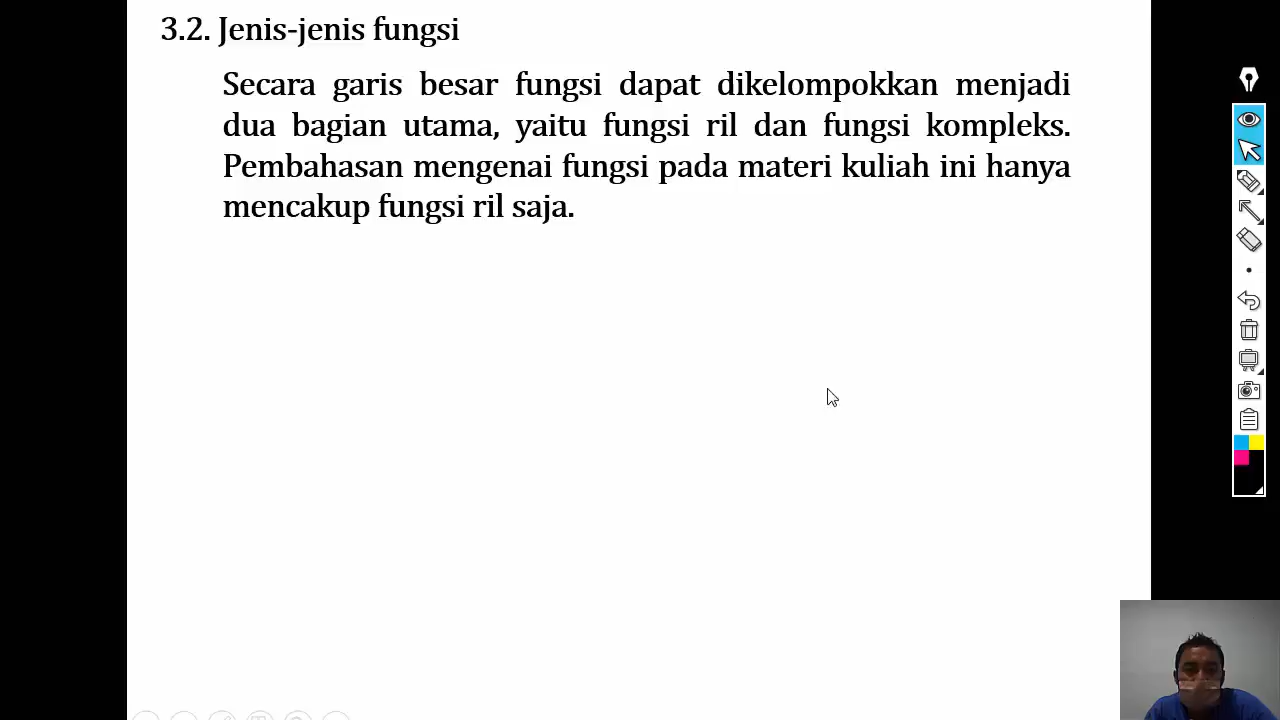 3.2. Jenis-jenis fungsi
Secara garis besar fungsi dapat dikelompokkan menjadi
dua bagian utama, yaitu fungsi ril dan fungsi kompleks.
Pembahasan mengenai fungsi pada materi kuliah ini hanya
mencakup fungsi ril saja.